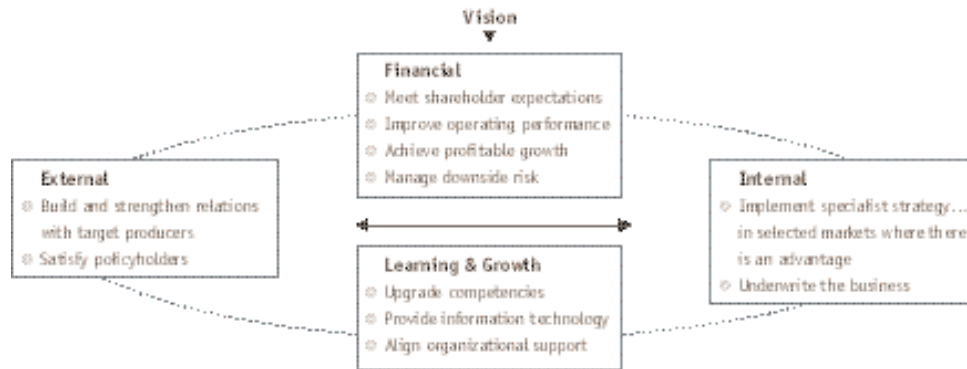 Vision
Financial
Meet shareholder expectations
Improve operating performance
Achieve profitable growth
Manage downside risk
External
Build and strengthen relations
with target producers
Satisfy policyholders
Internal
Implement specialist strategy...
in selected markets where there
is an advantage
Underwrite the business
Learning & Growth
Upgrade competencies
Provide information technology
Align organizational support